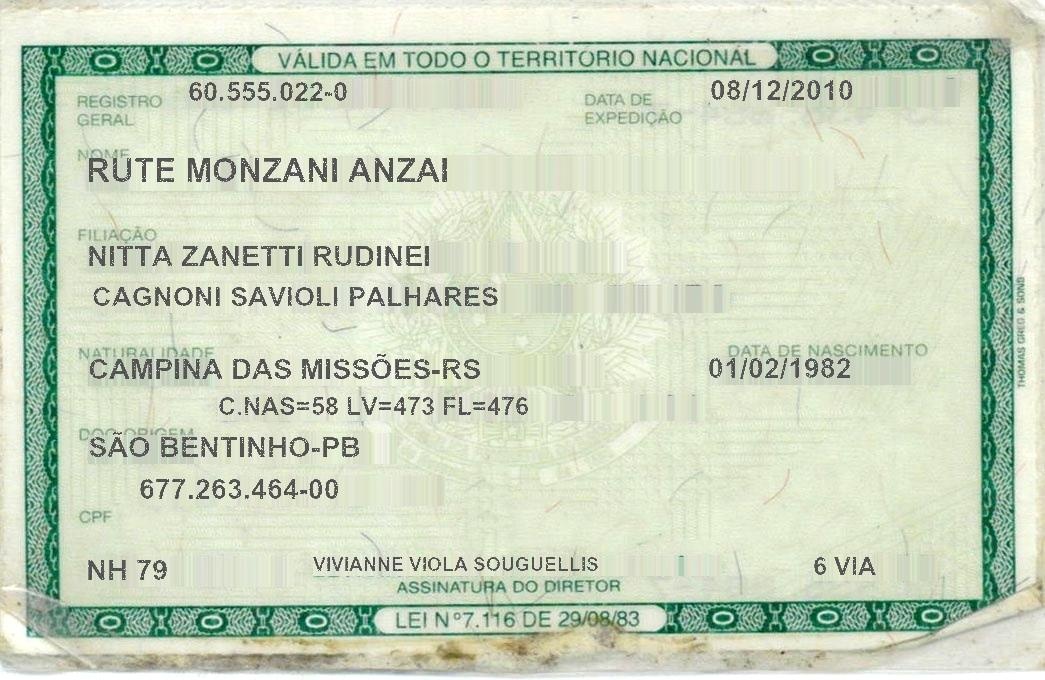 VÁLIDA EM TODO O TERRITÓRIO NACIONAL
REGISTRO GERAL 60.555.022-0 DATA DE EXPEDIÇÃO 08/12/2010
NOME
RUTE MONZANI ANZAI
FILIAÇÃO
NITTA ZANETTI RUDINEI
CAGNONI SAVIOLI PALHARES
NATURALIDADE DATA DE NASCIMENTO
CAMPINA DAS MISSÕES-RS 01/02/1982
C.NAS=58 LV=473 FL=476
DOC ORIGEM
SÃO BENTINHO-PB
677.263.464-00
CPF
NH 79 VIVIANNE VIOLA SOUGUELLIS 6 VIA
ASSINATURA DO DIRETOR
LEI Nº7.116 DE 29/08/83
THOMAS GREG & SONS